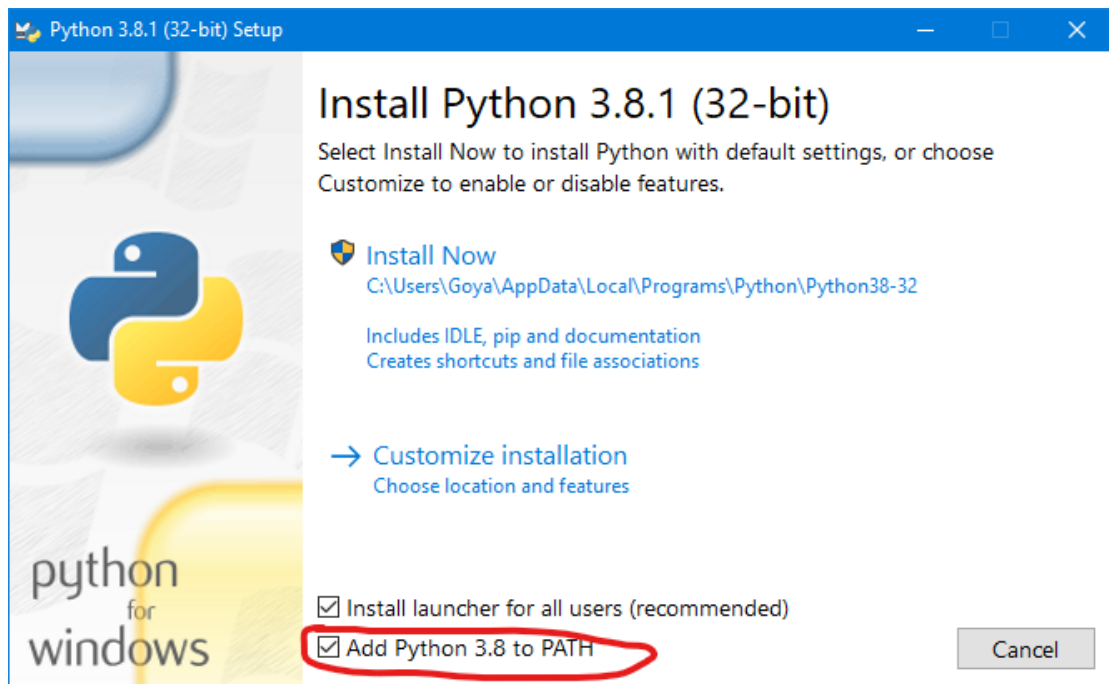 Python 3.8.1 (32-bit) Setup
Install Python 3.8.1 (32-bit)
Select Install Now to install Python with default settings, or choose
Customize to enable or disable features.
Install Now
C:\Users\Goya\AppData\Local\Programs\Python\Python38-32
Includes IDLE, pip and documentation
Creates shortcuts and file associations
Customize installation
Choose location and features
python
for
windows
Install launcher for all users (recommended)
Add Python 3.8 to PATH
Cancel